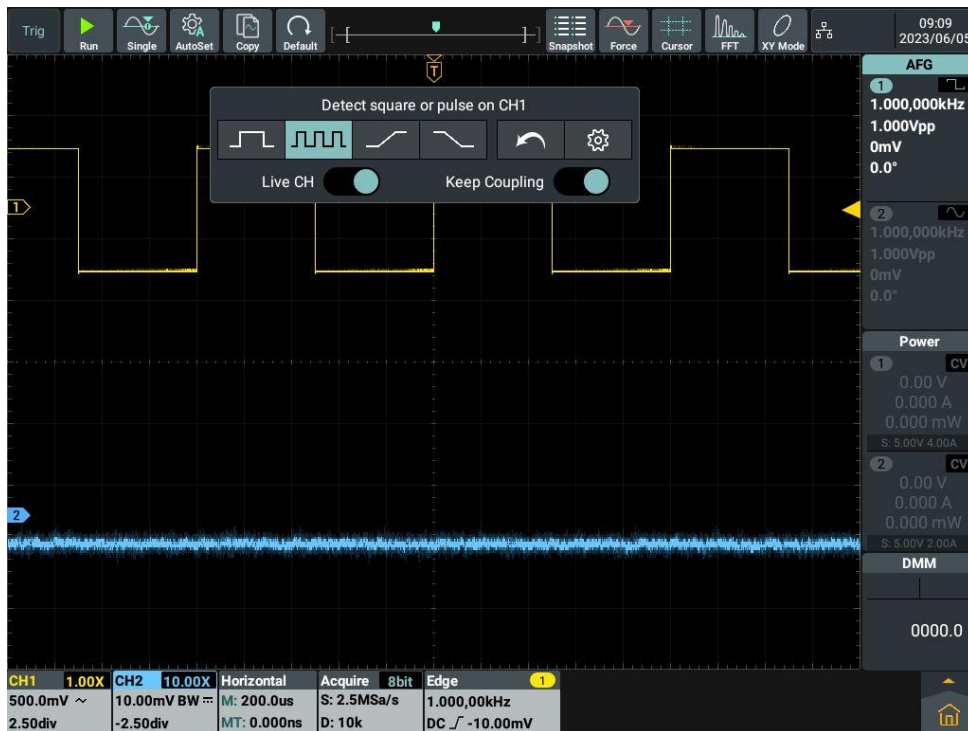 Trig
Run
Single
AutoSet
Copy
Default
T
Snapshot
Force
Cursor
FFT
XY Mode
09:09
2023/06/05
Detect square or pulse on CH1
Live CH
Keep Coupling
1
2
AFG
1
1.000,000kHz
1.000Vpp
0mV
0.0°
2
1.000,000kHz
1.000Vpp
0mV
0.0°
Power
1 CV
0.00 V
0.000 A
0.000 mW
S: 5.00V 4.00A
2 CV
0.00 V
0.000 A
0.000 mW
S: 5.00V 2.00A
DMM
0000.0
CH1 1.00X
500.0mV ~
2.50div
CH2 10.00X
10.00mV BW
-2.50div
Horizontal
M: 200.0us
MT: 0.000ns
Acquire 8bit
S: 2.5MSa/s
D: 10k
Edge 1
1.000,00kHz
DC -10.00mV